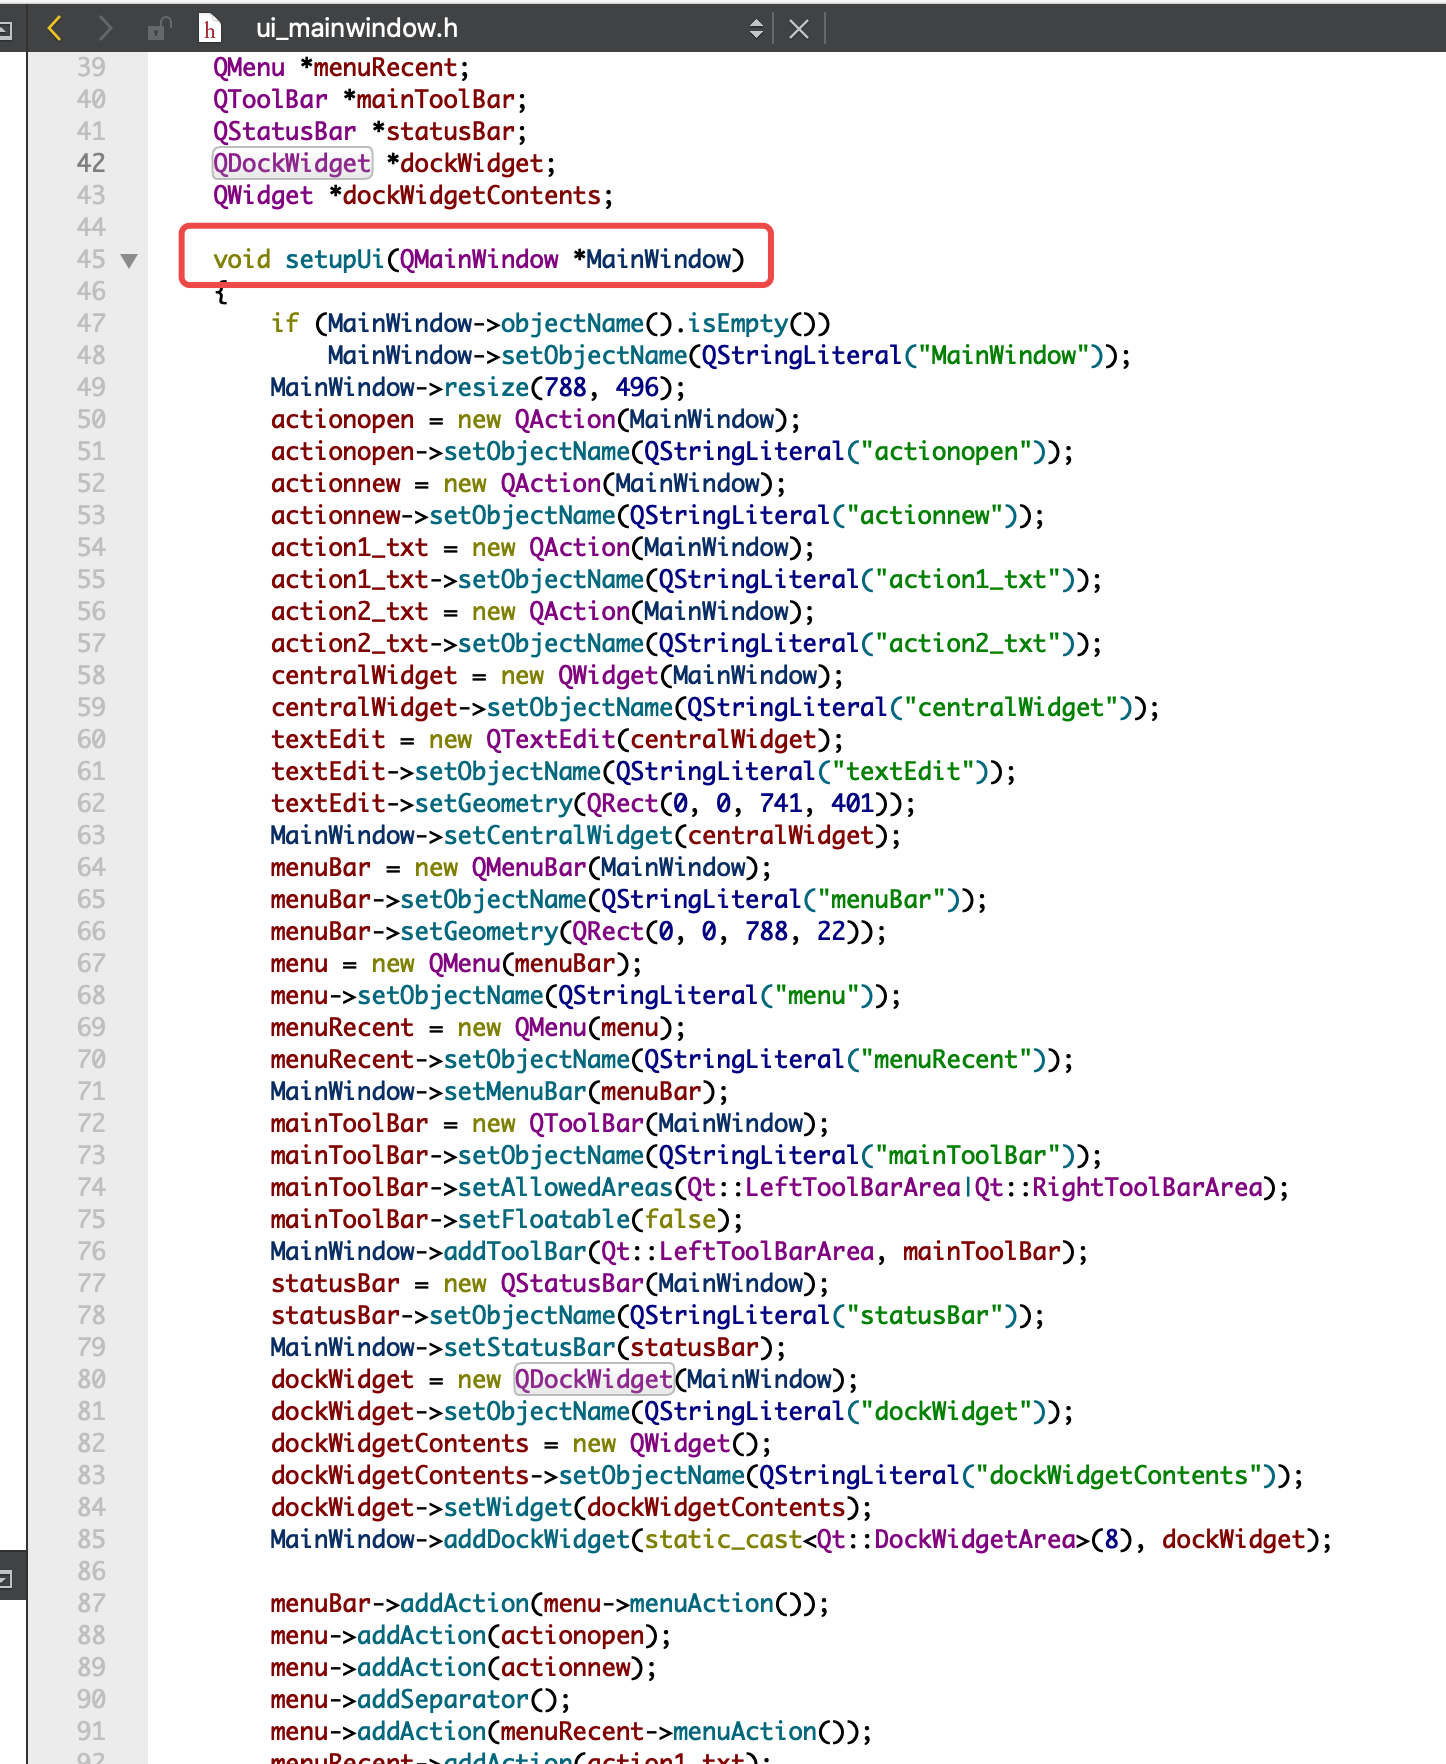 h ui_mainwindow.h
39 QMenu *menuRecent;
40 QToolBar *mainToolBar;
41 QStatusBar *statusBar;
42 QDockWidget *dockWidget;
43 QWidget *dockWidgetContents;
44
45 void setupUi(QMainWindow *MainWindow)
46 {
47 if (MainWindow->objectName().isEmpty())
48 MainWindow->setObjectName(QStringLiteral("MainWindow"));
49 MainWindow->resize(788, 496);
50 actionopen = new QAction(MainWindow);
51 actionopen->setObjectName(QStringLiteral("actionopen"));
52 actionnew = new QAction(MainWindow);
53 actionnew->setObjectName(QStringLiteral("actionnew"));
54 action1_txt = new QAction(MainWindow);
55 action1_txt->setObjectName(QStringLiteral("action1_txt"));
56 action2_txt = new QAction(MainWindow);
57 action2_txt->setObjectName(QStringLiteral("action2_txt"));
58 centralWidget = new QWidget(MainWindow);
59 centralWidget->setObjectName(QStringLiteral("centralWidget"));
60 textEdit = new QTextEdit(centralWidget);
61 textEdit->setObjectName(QStringLiteral("textEdit"));
62 textEdit->setGeometry(QRect(0, 0, 741, 401));
63 MainWindow->setCentralWidget(centralWidget);
64 menuBar = new QMenuBar(MainWindow);
65 menuBar->setObjectName(QStringLiteral("menuBar"));
66 menuBar->setGeometry(QRect(0, 0, 788, 22));
67 menu = new QMenu(menuBar);
68 menu->setObjectName(QStringLiteral("menu"));
69 menuRecent = new QMenu(menu);
70 menuRecent->setObjectName(QStringLiteral("menuRecent"));
71 MainWindow->setMenuBar(menuBar);
72 mainToolBar = new QToolBar(MainWindow);
73 mainToolBar->setObjectName(QStringLiteral("mainToolBar"));
74 mainToolBar->setAllowedAreas(Qt::LeftToolBarArea|Qt::RightToolBarArea);
75 mainToolBar->setFloatable(false);
76 MainWindow->addToolBar(Qt::LeftToolBarArea, mainToolBar);
77 statusBar = new QStatusBar(MainWindow);
78 statusBar->setObjectName(QStringLiteral("statusBar"));
79 MainWindow->setStatusBar(statusBar);
80 dockWidget = new QDockWidget(MainWindow);
81 dockWidget->setObjectName(QStringLiteral("dockWidget"));
82 dockWidgetContents = new QWidget();
83 dockWidgetContents->setObjectName(QStringLiteral("dockWidgetContents"));
84 dockWidget->setWidget(dockWidgetContents);
85 MainWindow->addDockWidget(static_cast<Qt::DockWidgetArea>(8), dockWidget);
86
87 menuBar->addAction(menu->menuAction());
88 menu->addAction(actionopen);
89 menu->addAction(actionnew);
90 menu->addSeparator();
91 menu->addAction(menuRecent->menuAction());
92 menuRecent->addAction(action1_txt);